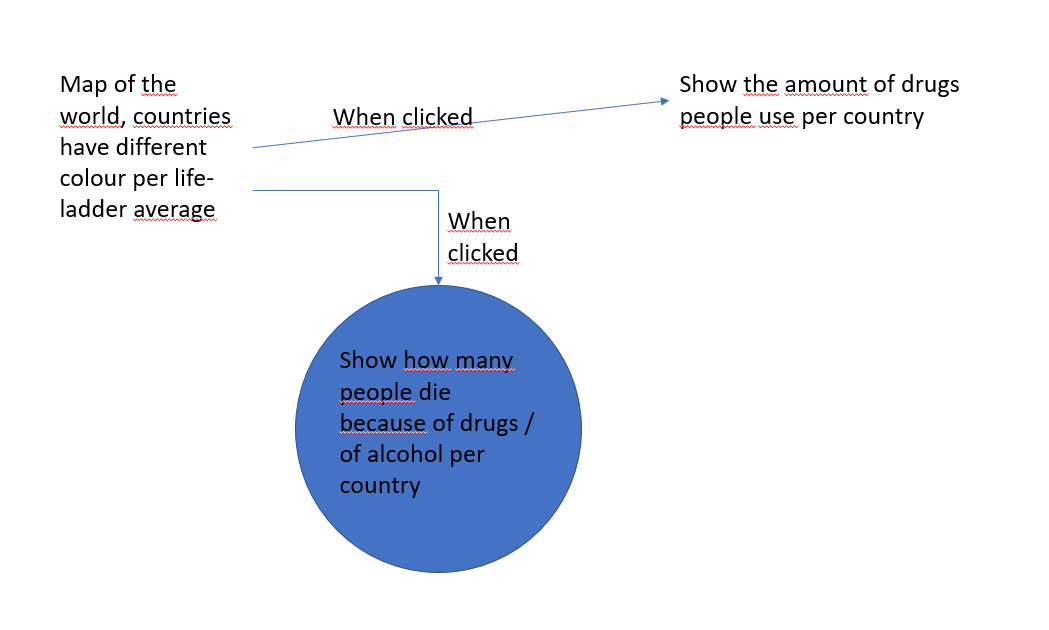 Map of the
world, countries
have different
colour per life-
ladder average
When clicked
Show the amount of drugs
people use per country
When
clicked
Show how many
people die
because of drugs /
of alcohol per
country